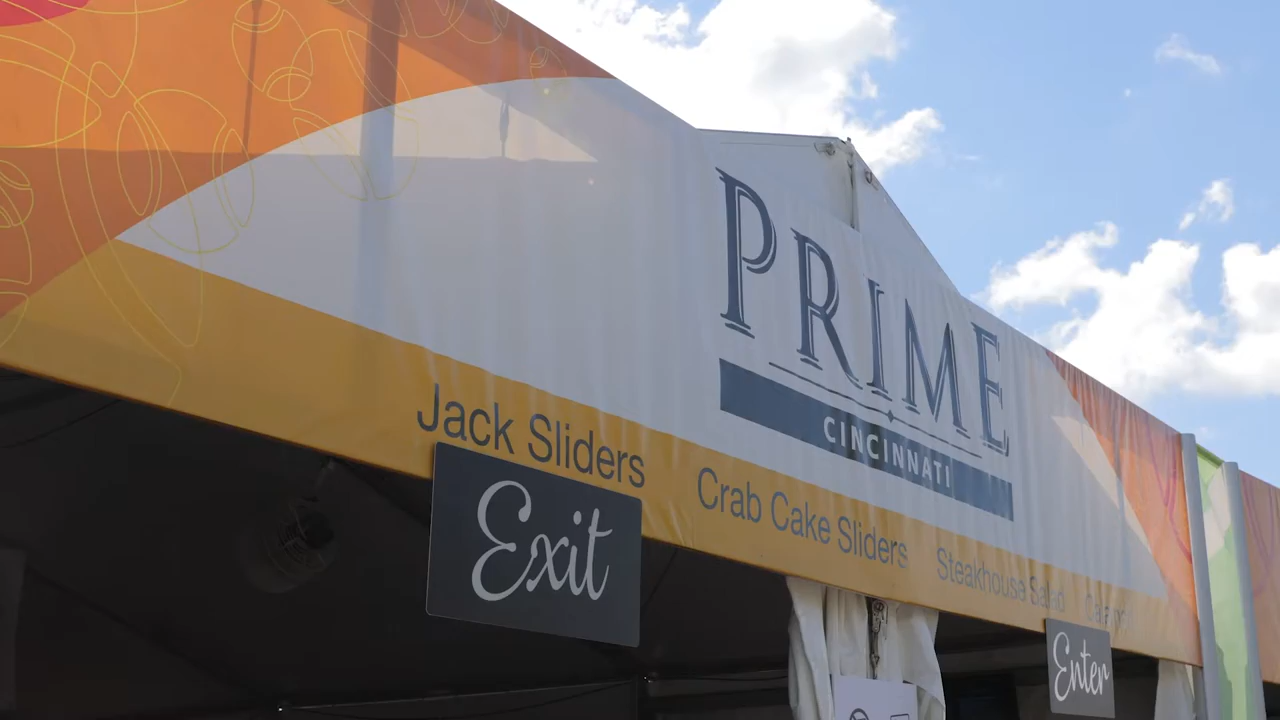 PRIME
CINCINNATI
Jack Sliders
Crab Cake Sliders
Steakhouse Salad
Exit
Enter